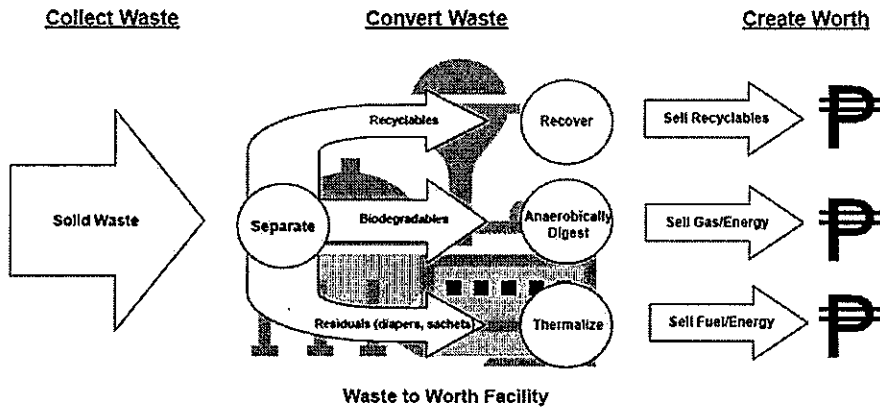 Collect Waste
Convert Waste
Create Worth
Recyclables
Recover
Sell Recyclables
Solid Waste
Separate
Biodegradables
Anaerobically
Digest
Sell Gas/Energy
Residuals (diapers, sachets)
Thermalize
Sell Fuel/Energy
Waste to Worth Facility